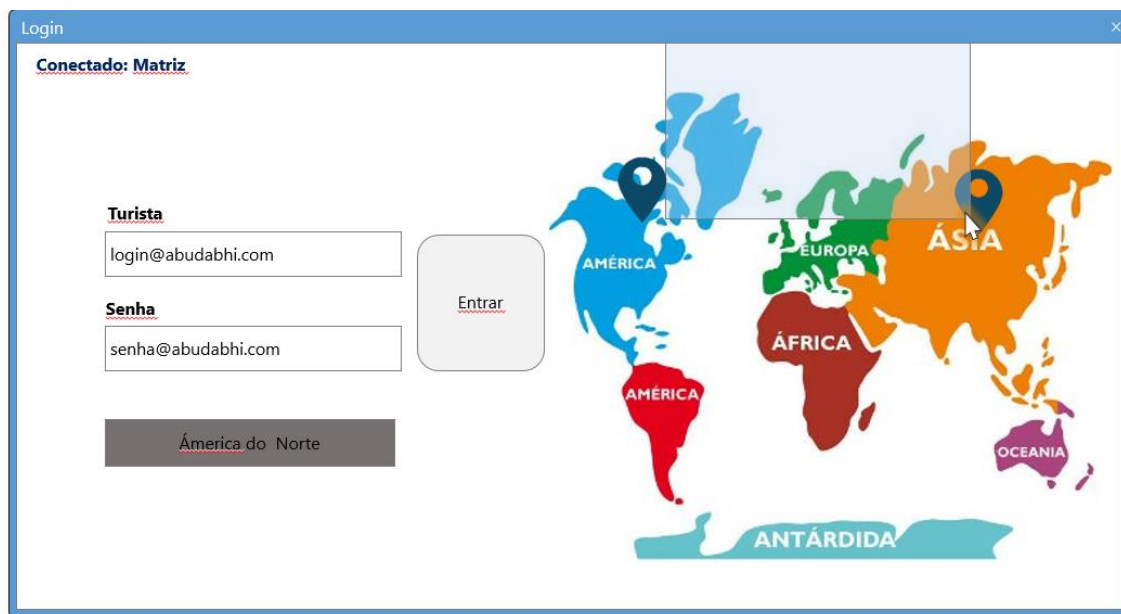 Login
Conectado: Matriz
Turista
login@abudabhi.com
Senha
senha@abudabhi.com
Entrar
Ámerica do  Norte
AMÉRICA
EUROPA
ÁSIA
ÁFRICA
AMÉRICA
OCEANIA
ANTÁRDIDA